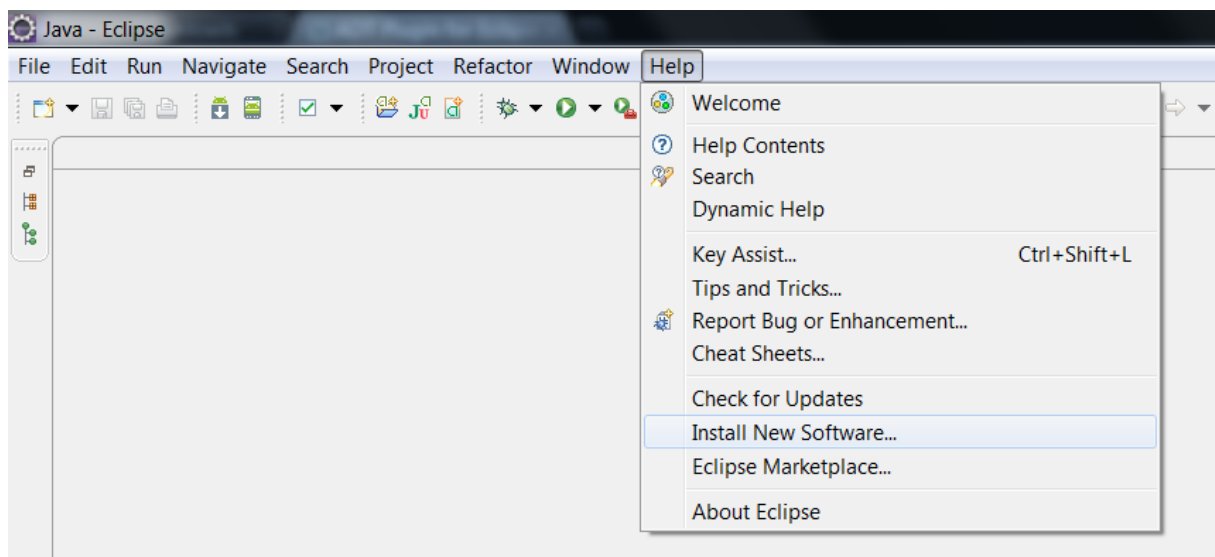 Java - Eclipse
File Edit Run Navigate Search Project Refactor Window Help
Welcome
Help Contents
Search
Dynamic Help
Key Assist... Ctrl+Shift+L
Tips and Tricks...
Report Bug or Enhancement...
Cheat Sheets...
Check for Updates
Install New Software...
Eclipse Marketplace...
About Eclipse